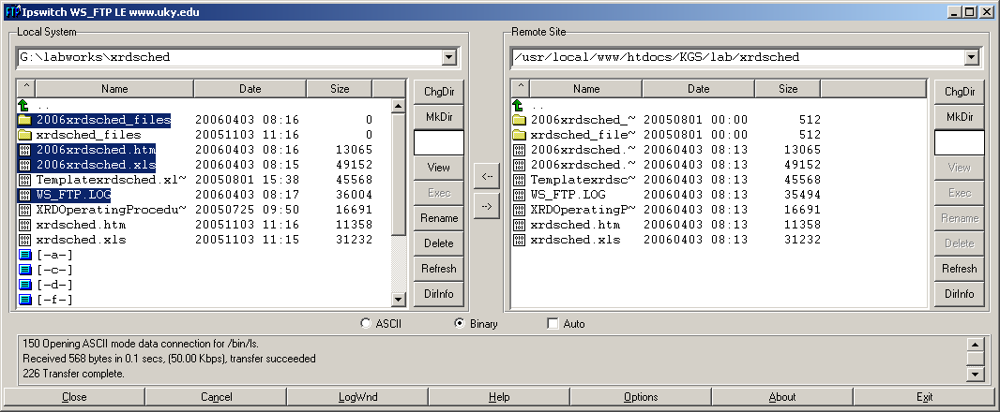 FTP Ipswitch WS_FTP LE www.uky.edu
Local System
G:\labworks\xrdsched
^ Name Date Size
..
2006xrdsched_files 20060403 08:16 0
xrdsched_files 20051103 11:16 0
2006xrdsched.htm 20060403 08:16 13065
2006xrdsched.xls 20060403 08:15 49152
Templatexrdsched.xl~ 20050801 15:38 45568
WS_FTP.LOG 20060403 08:17 36004
XRDOperatingProcedu~ 20050725 09:50 16691
xrdsched.htm 20051103 11:16 11358
xrdsched.xls 20051103 11:15 31232
[-a-]
[-c-]
[-d-]
[-f-]
ChgDir
MkDir
View
Exec
Rename
Delete
Refresh
DirInfo
<--
-->
Remote Site
/usr/local/www/htdocs/KGS/lab/xrdsched
^ Name Date Size
..
2006xrdsched_~ 20050801 00:00 512
xrdsched_file~ 20050801 00:00 512
2006xrdsched.~ 20060403 08:13 13065
2006xrdsched.~ 20060403 08:13 49152
Templatexrdsc~ 20060403 08:13 45568
WS_FTP.LOG 20060403 08:13 35494
XRDOperatingP~ 20060403 08:13 16691
xrdsched.htm 20060403 08:13 11358
xrdsched.xls 20060403 08:13 31232
ChgDir
MkDir
View
Exec
Rename
Delete
Refresh
DirInfo
ASCII Binary Auto
150 Opening ASCII mode data connection for /bin/ls.
Received 568 bytes in 0.1 secs, (50.00 Kbps), transfer succeeded
226 Transfer complete.
Close Cancel LogWnd Help Options About Exit